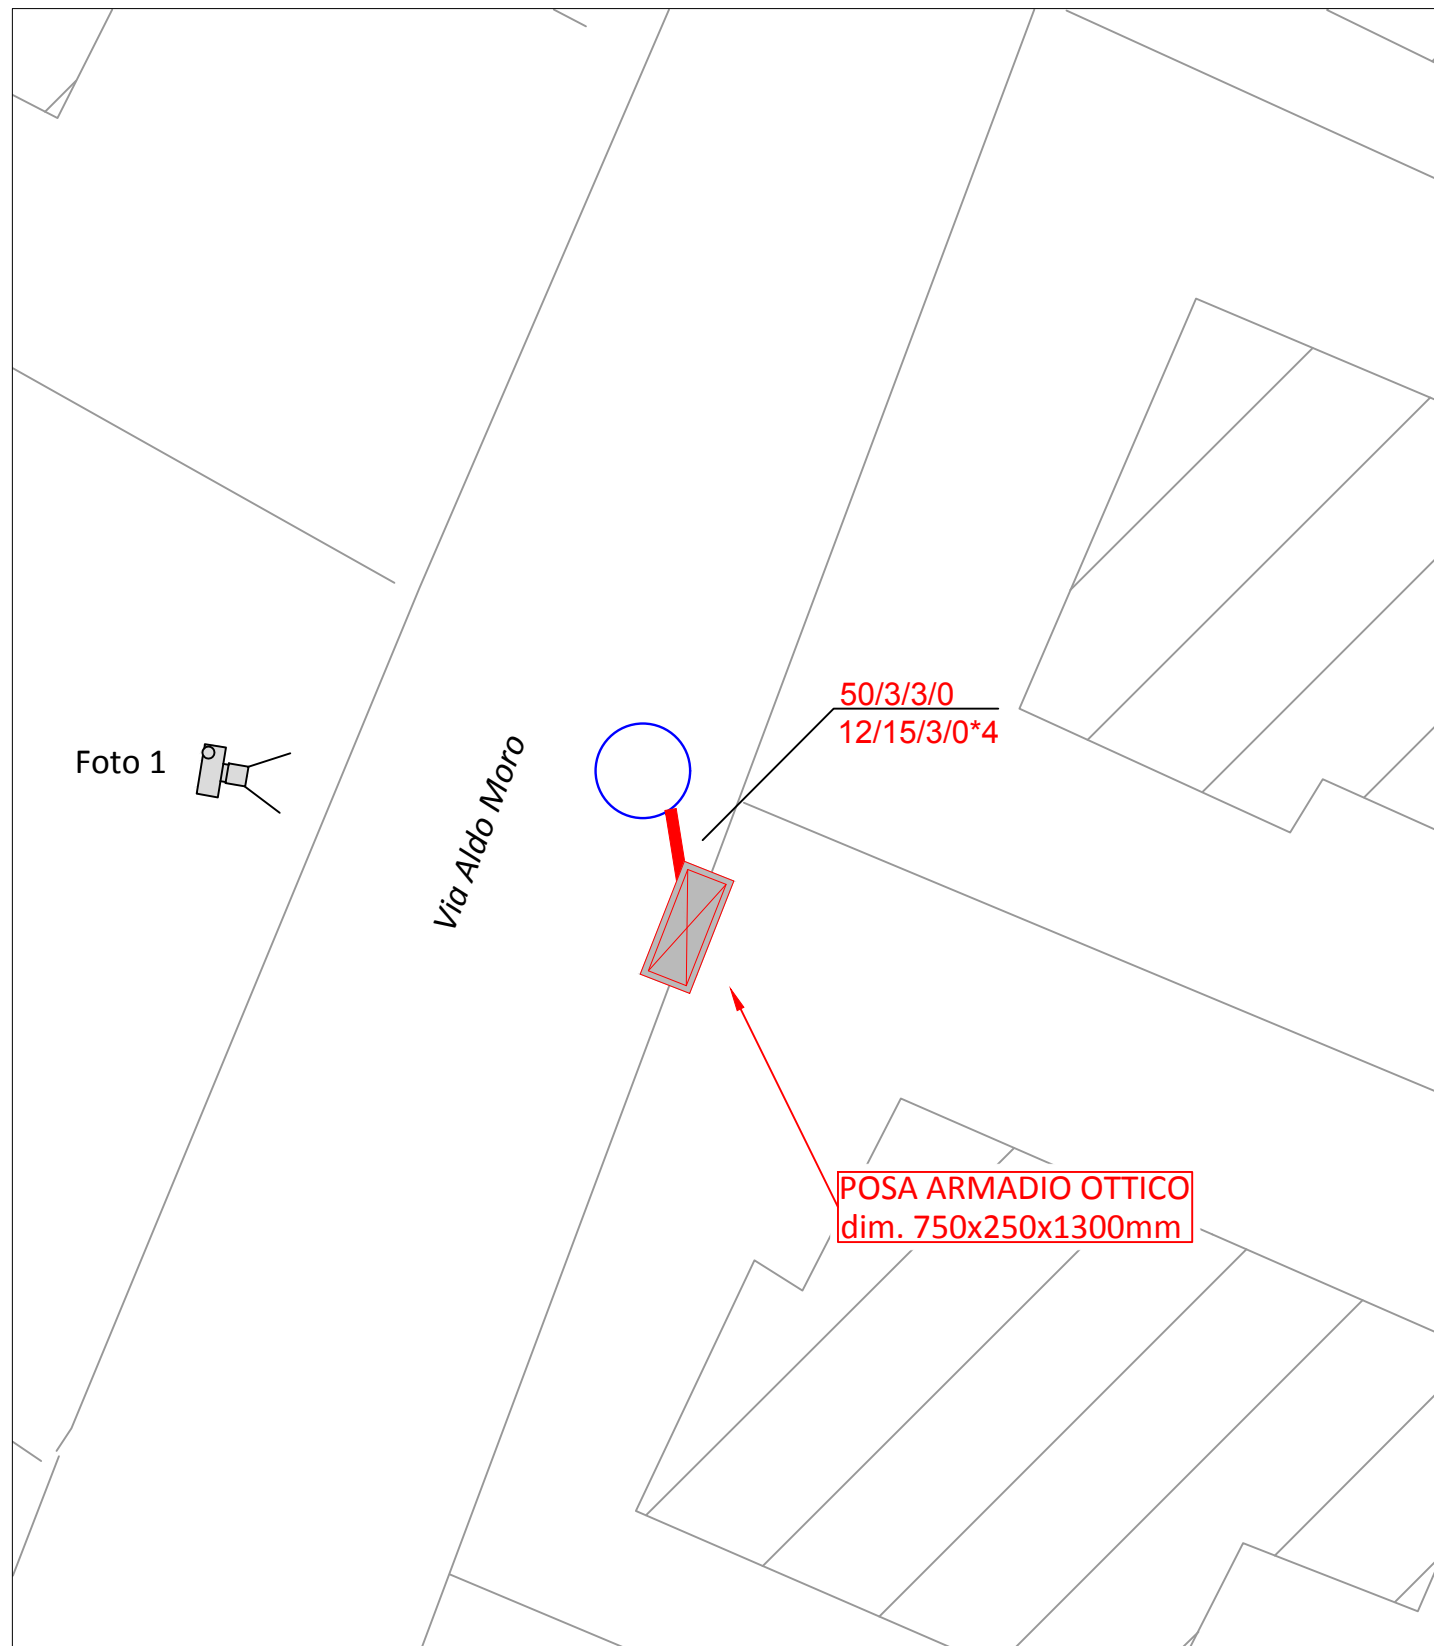 50/3/3/0
12/15/3/0*4
Foto 1
Via Aldo Moro
POSA ARMADIO OTTICO
dim. 750x250x1300mm